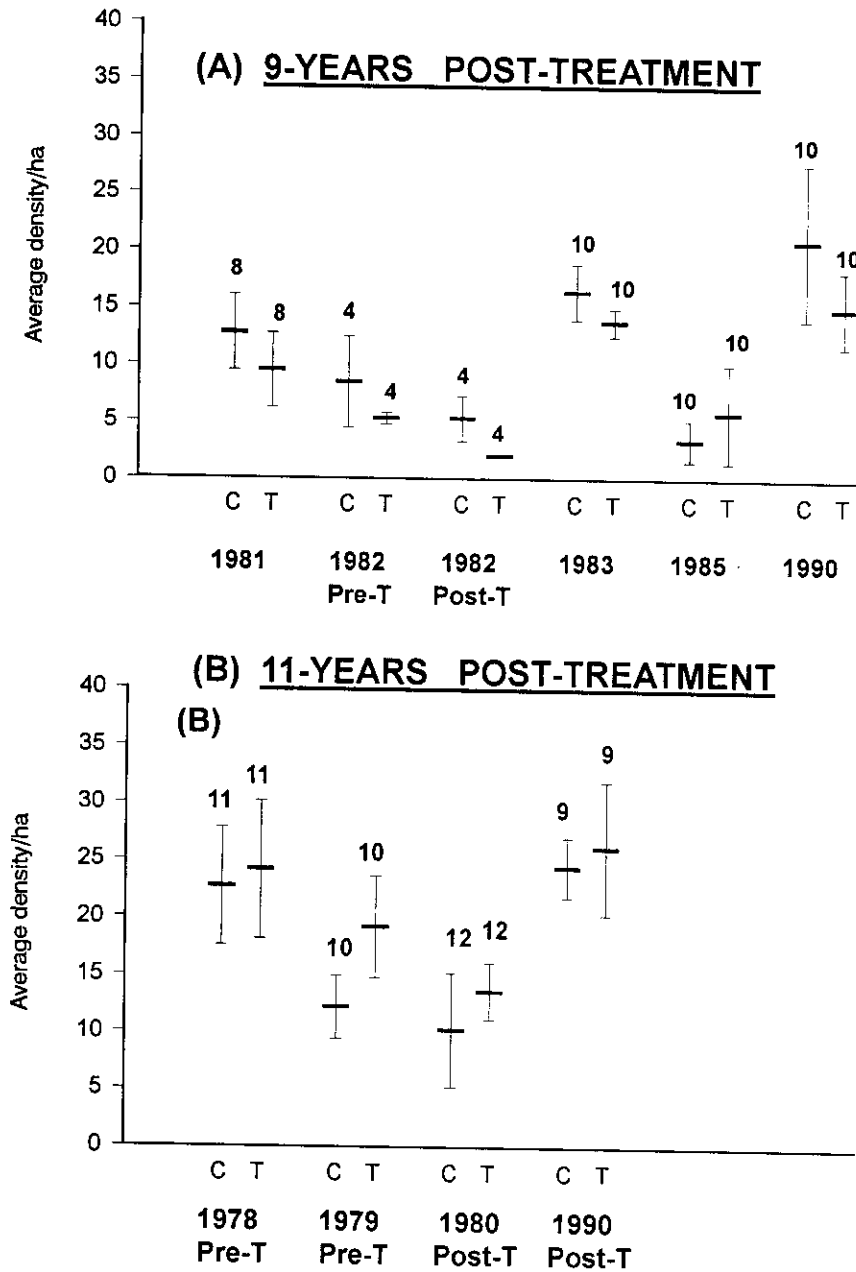 (A) 9-YEARS POST-TREATMENT
Average density/ha
40
35
30
25
20
15
10
5
0
8 8 4 4 4 4 10 10 10 10 10 10
C T C T C T C T C T C T
1981 1982 1982 1983 1985 1990
Pre-T Post-T
(B) 11-YEARS POST-TREATMENT
(B)
Average density/ha
40
35
30
25
20
15
10
5
0
11 11 10 10 12 12 9 9
C T C T C T C T
1978 1979 1980 1990
Pre-T Pre-T Post-T Post-T